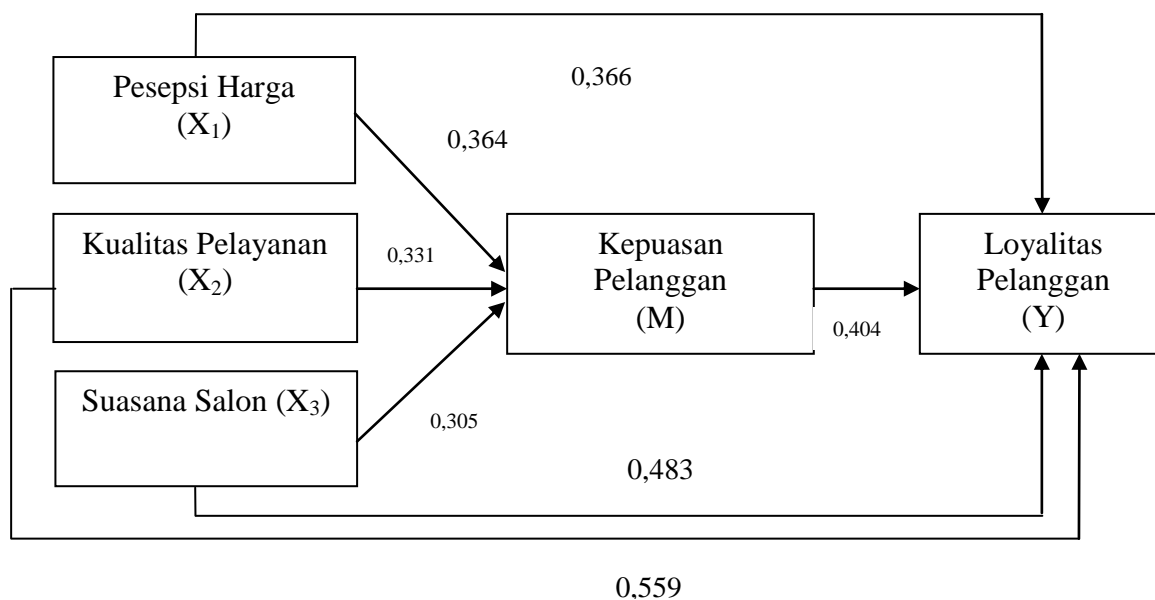 0,366
Pesepsi Harga
(X₁)
0,364
Kualitas Pelayanan
(X₂)
0,331
Kepuasan
Pelanggan
(M)
0,404
Loyalitas
Pelanggan
(Y)
Suasana Salon (X₃)
0,305
0,483
0,559